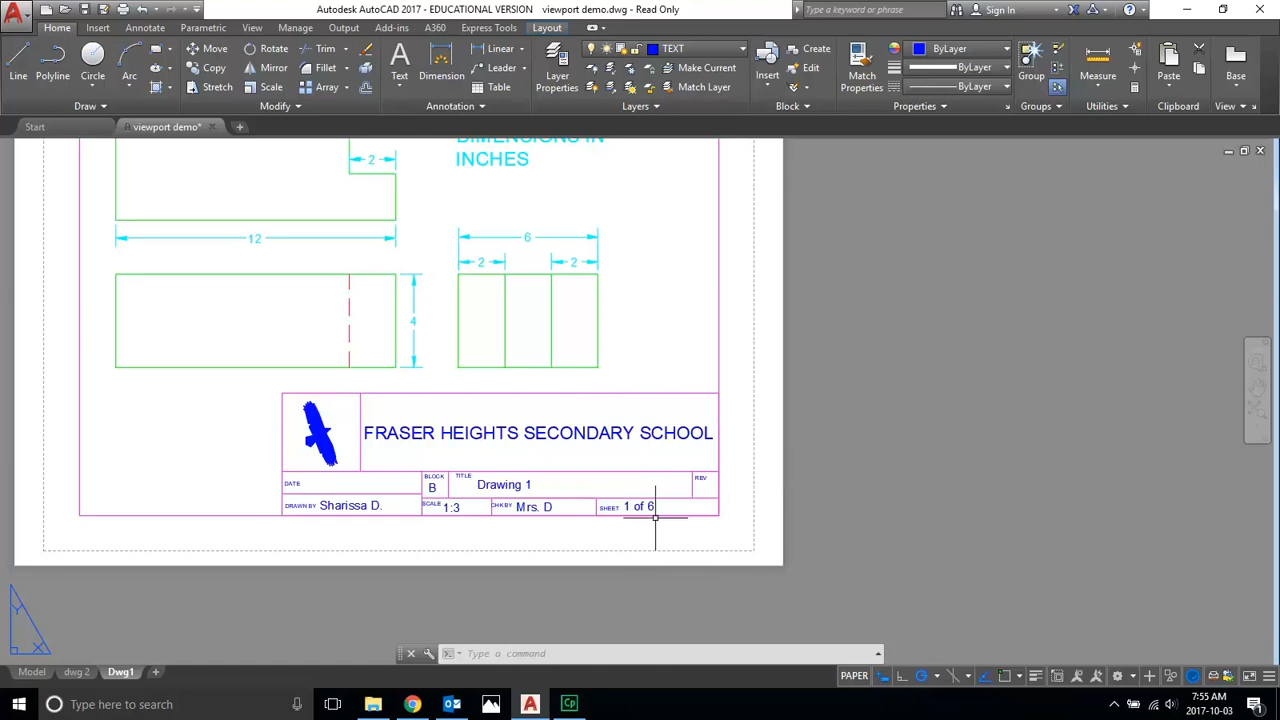 Autodesk AutoCAD 2017 - EDUCATIONAL VERSION viewport demo.dwg - Read Only
Type a keyword or phrase
Sign In
Home Insert Annotate Parametric View Manage Output Add-ins A360 Express Tools Layout
Line Polyline Circle Arc
Move Rotate Trim
Copy Mirror Fillet
Stretch Scale Array
Text Dimension
Linear
Leader
Table
Layer Properties
TEXT
Make Current
Match Layer
Insert
Create
Edit
Match Properties
ByLayer
ByLayer
ByLayer
Group
Measure
Paste
Base
Draw Modify Annotation Layers Block Properties Groups Utilities Clipboard View
Start viewport demo*
DIMENSIONS IN
INCHES
2
12
6
2 2
4
FRASER HEIGHTS SECONDARY SCHOOL
DATE
BLOCK
B
TITLE
Drawing 1
REV
DRAWN BY Sharissa D.
SCALE 1:3
CHK BY Mrs. D
SHEET 1 of 6
Y
X
Type a command
Model dwg 2 Dwg1
PAPER
Type here to search
7:55 AM
2017-10-03